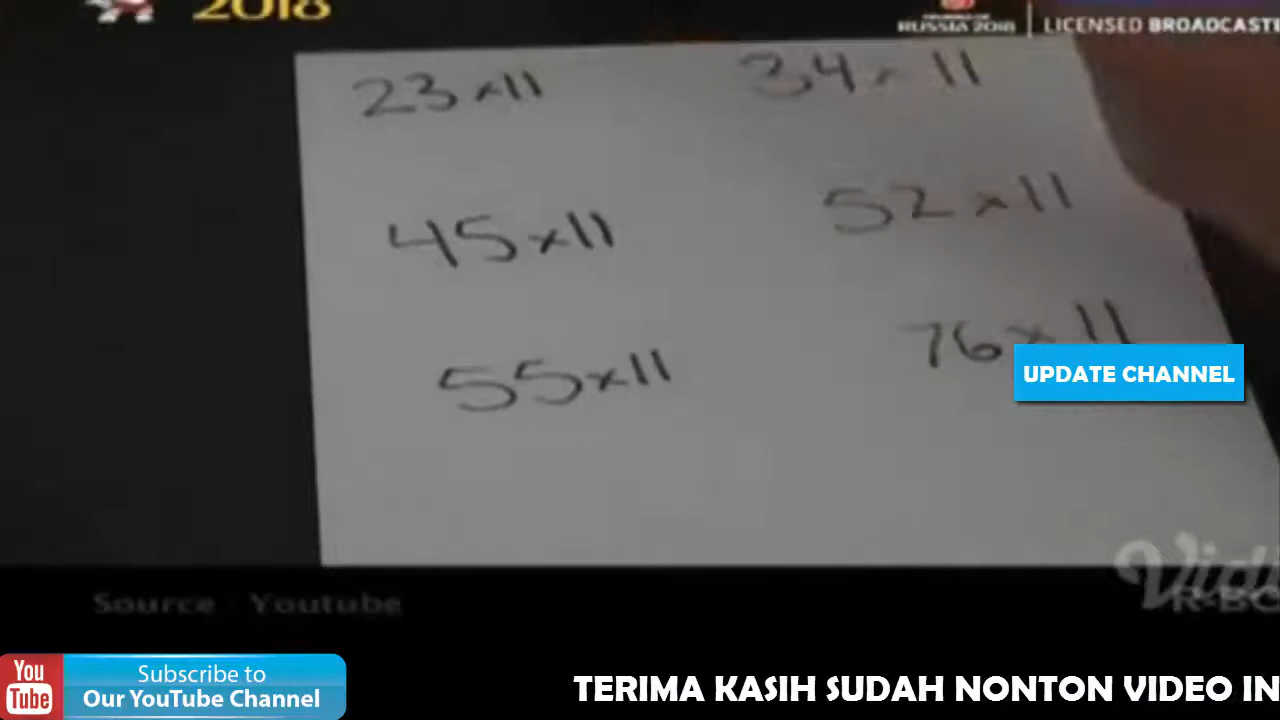 2018
RUSSIA 2018 | LICENSED BROADCASTI
23 x 11 34 x 11
45 x 11 52 x 11
55 x 11 76 x 11
UPDATE CHANNEL
Source : Youtube
You Tube
Subscribe to
Our YouTube Channel
TERIMA KASIH SUDAH NONTON VIDEO IN